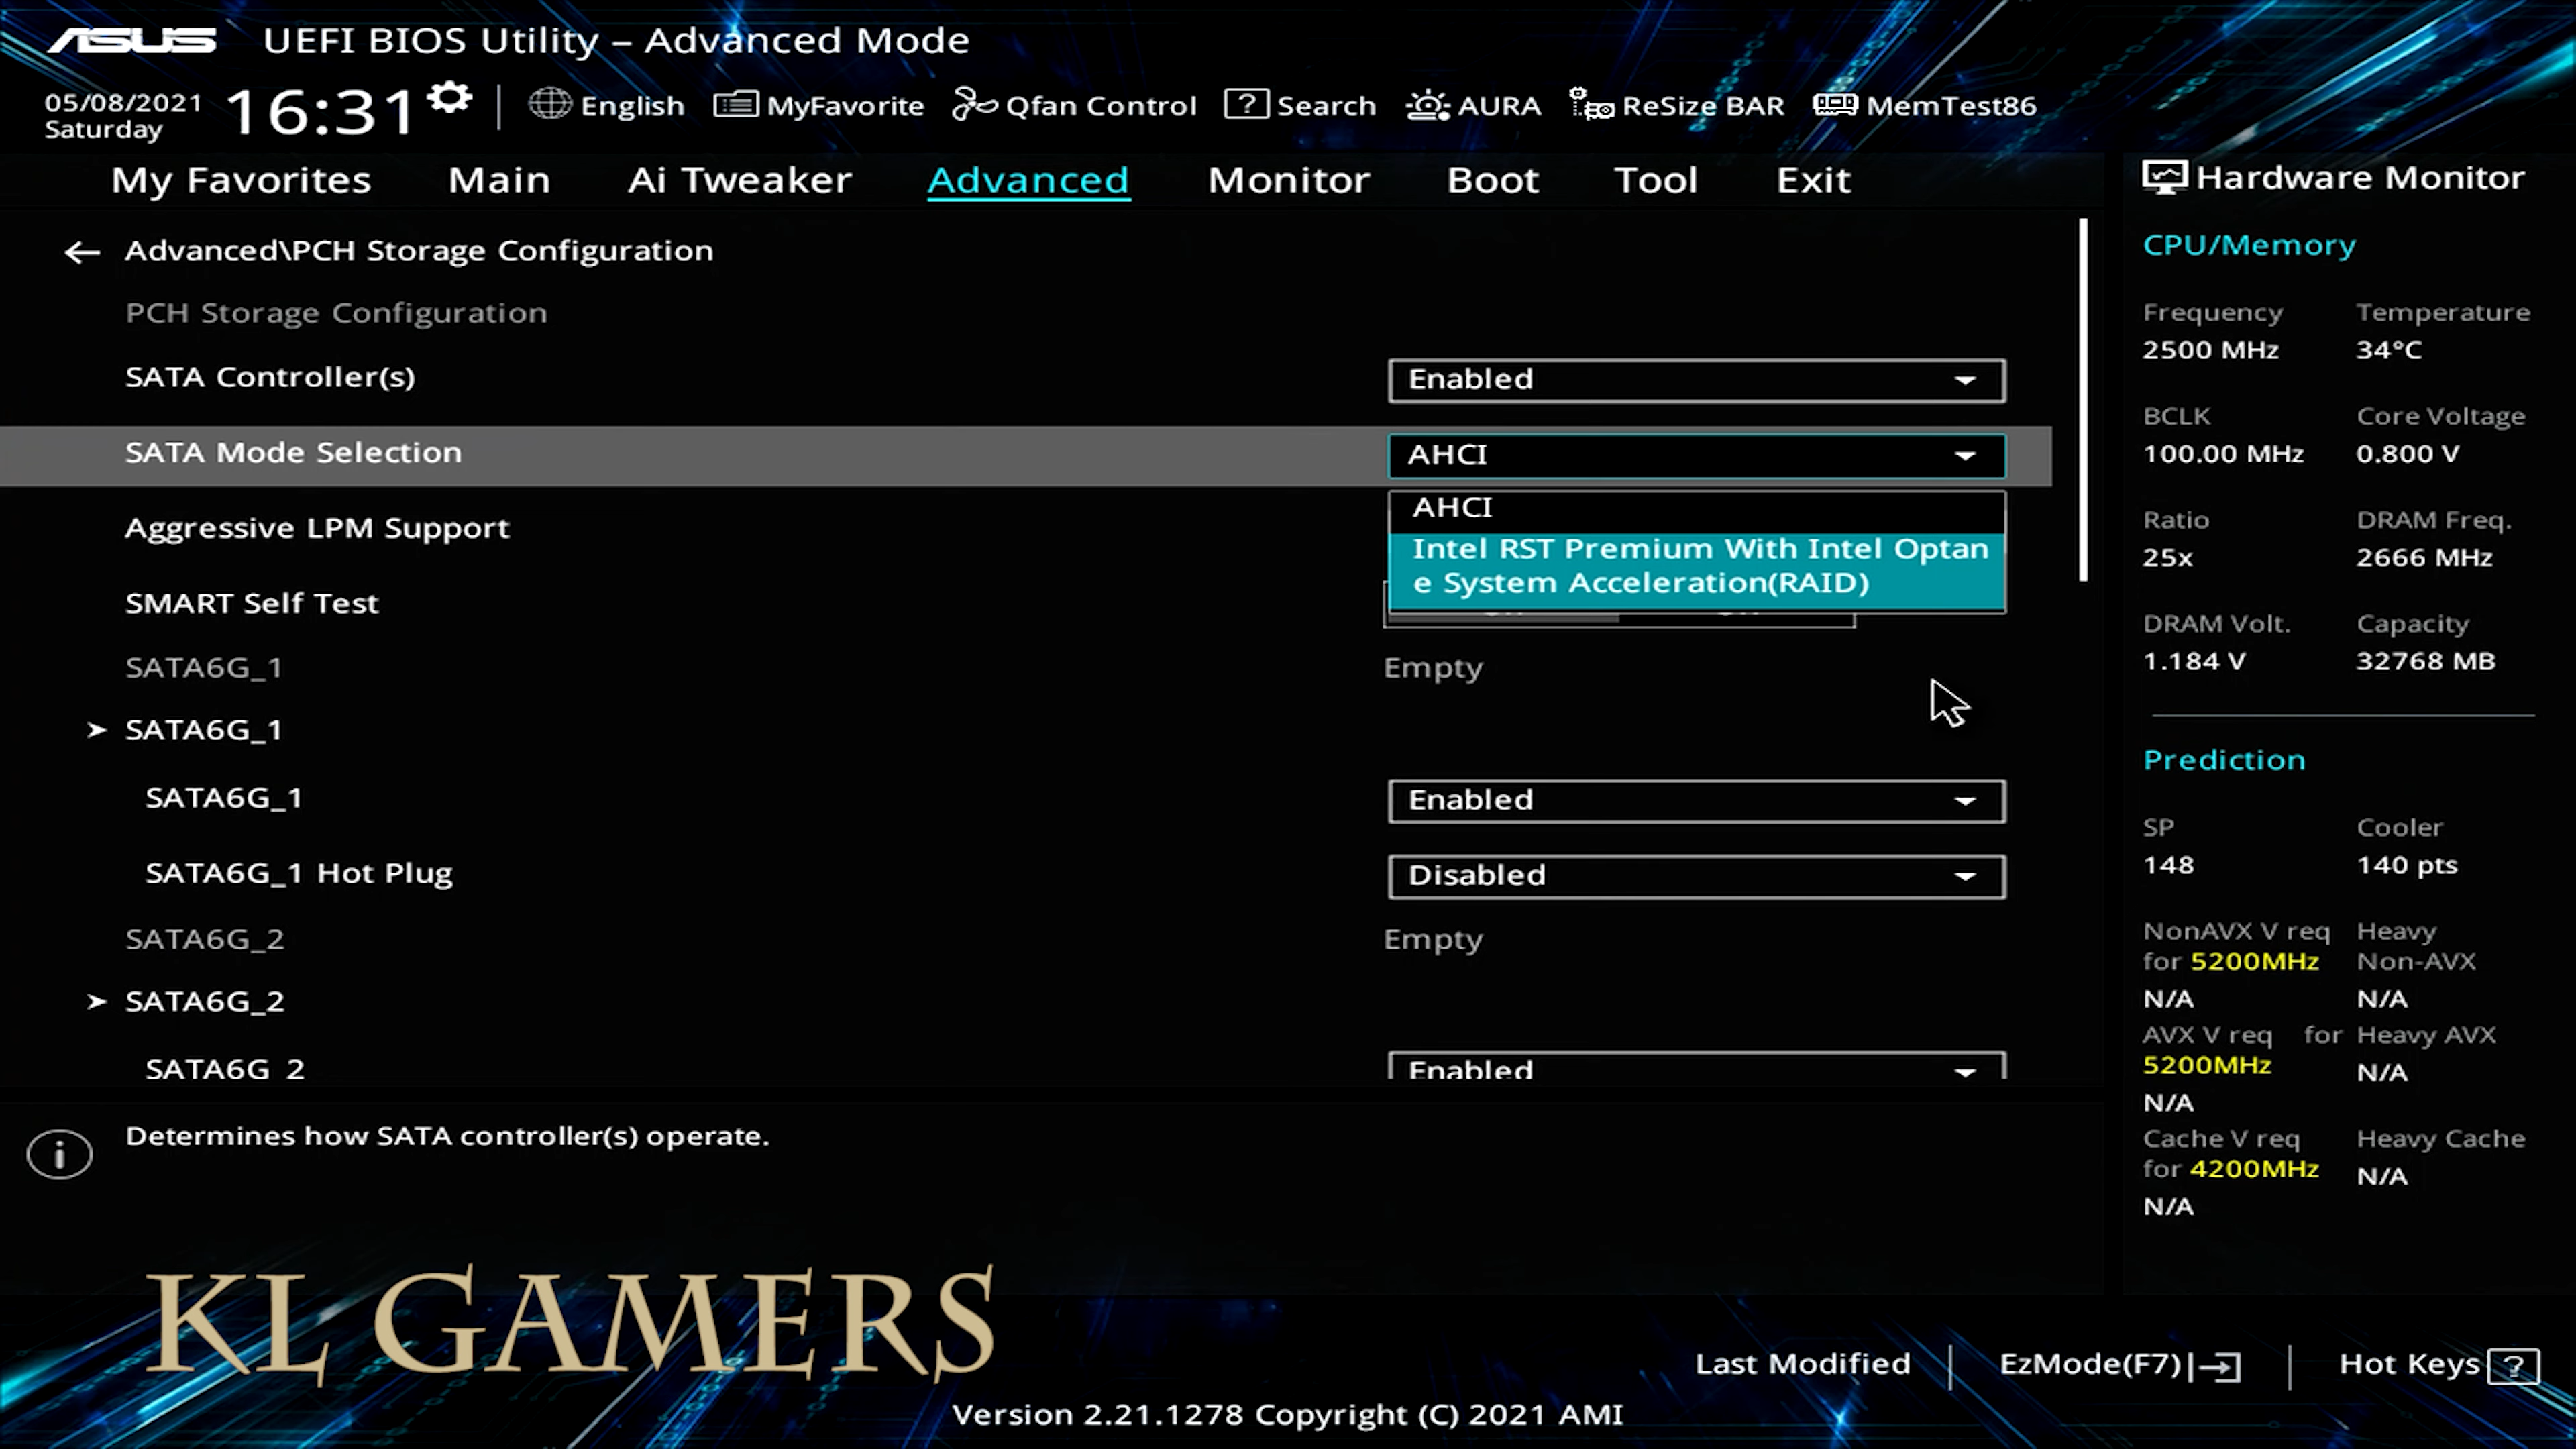 ASUS UEFI BIOS Utility – Advanced Mode
05/08/2021
Saturday
16:31
English MyFavorite Qfan Control ? Search AURA ReSize BAR MemTest86
My Favorites Main Ai Tweaker Advanced Monitor Boot Tool Exit
Advanced\PCH Storage Configuration
PCH Storage Configuration
SATA Controller(s) Enabled
SATA Mode Selection AHCI
AHCI
Aggressive LPM Support
Intel RST Premium With Intel Optan
e System Acceleration(RAID)
SMART Self Test
SATA6G_1 Empty
SATA6G_1
SATA6G_1 Enabled
SATA6G_1 Hot Plug Disabled
SATA6G_2 Empty
SATA6G_2
SATA6G_2 Enabled
Determines how SATA controller(s) operate.
Hardware Monitor
CPU/Memory
Frequency Temperature
2500 MHz 34°C
BCLK Core Voltage
100.00 MHz 0.800 V
Ratio DRAM Freq.
25x 2666 MHz
DRAM Volt. Capacity
1.184 V 32768 MB
Prediction
SP Cooler
148 140 pts
NonAVX V req Heavy
for 5200MHz Non-AVX
N/A N/A
AVX V req for Heavy AVX
5200MHz N/A
N/A
Cache V req Heavy Cache
for 4200MHz N/A
N/A
KL GAMERS
Last Modified EzMode(F7) Hot Keys ?
Version 2.21.1278 Copyright (C) 2021 AMI